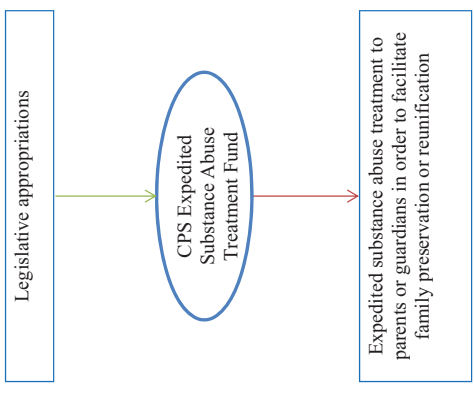 Legislative appropriations
CPS Expedited
Substance Abuse
Treatment Fund
Expedited substance abuse treatment to
parents or guardians in order to facilitate
family preservation or reunification